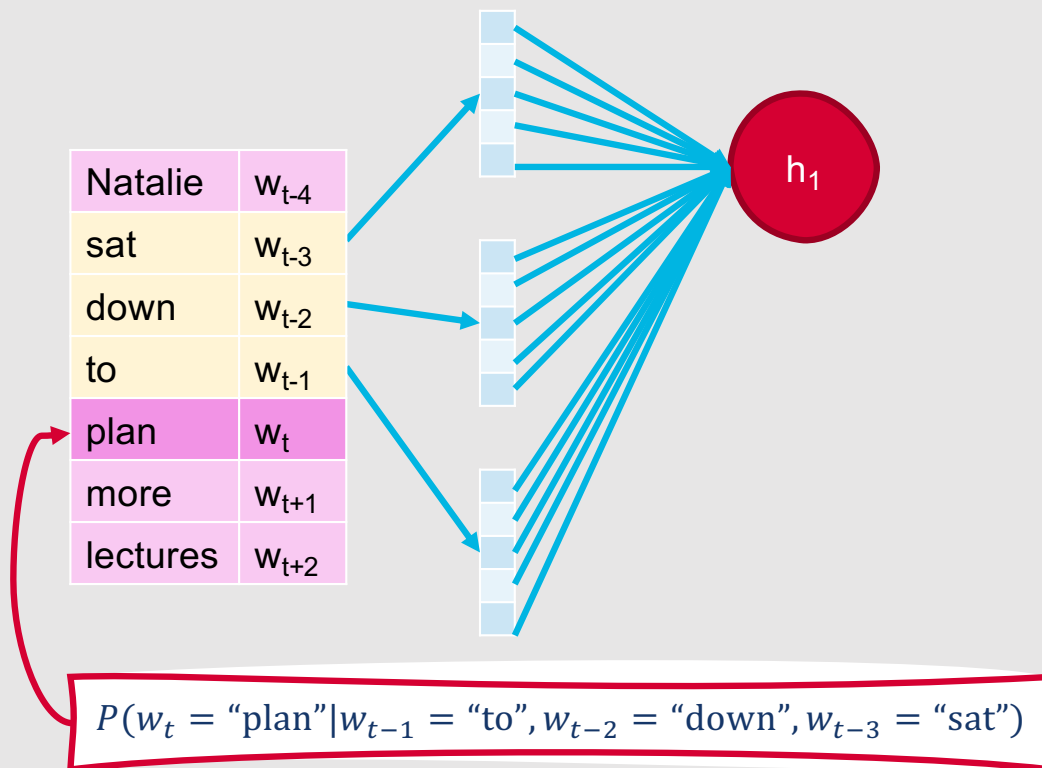 Natalie w_{t-4}
sat w_{t-3}
down w_{t-2}
to w_{t-1}
plan w_t
more w_{t+1}
lectures w_{t+2}
h_1
P(w_t = “plan”|w_{t−1} = “to”, w_{t−2} = “down”, w_{t−3} = “sat”)